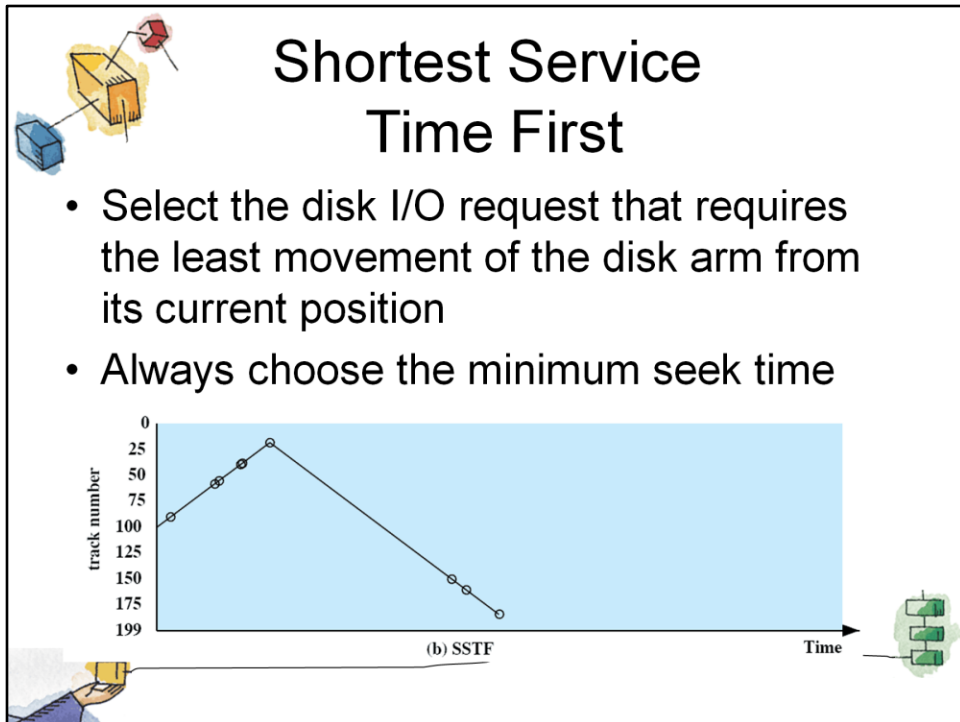 Shortest Service
Time First
• Select the disk I/O request that requires
the least movement of the disk arm from
its current position
• Always choose the minimum seek time
track number
0
25
50
75
100
125
150
175
199
(b) SSTF
Time